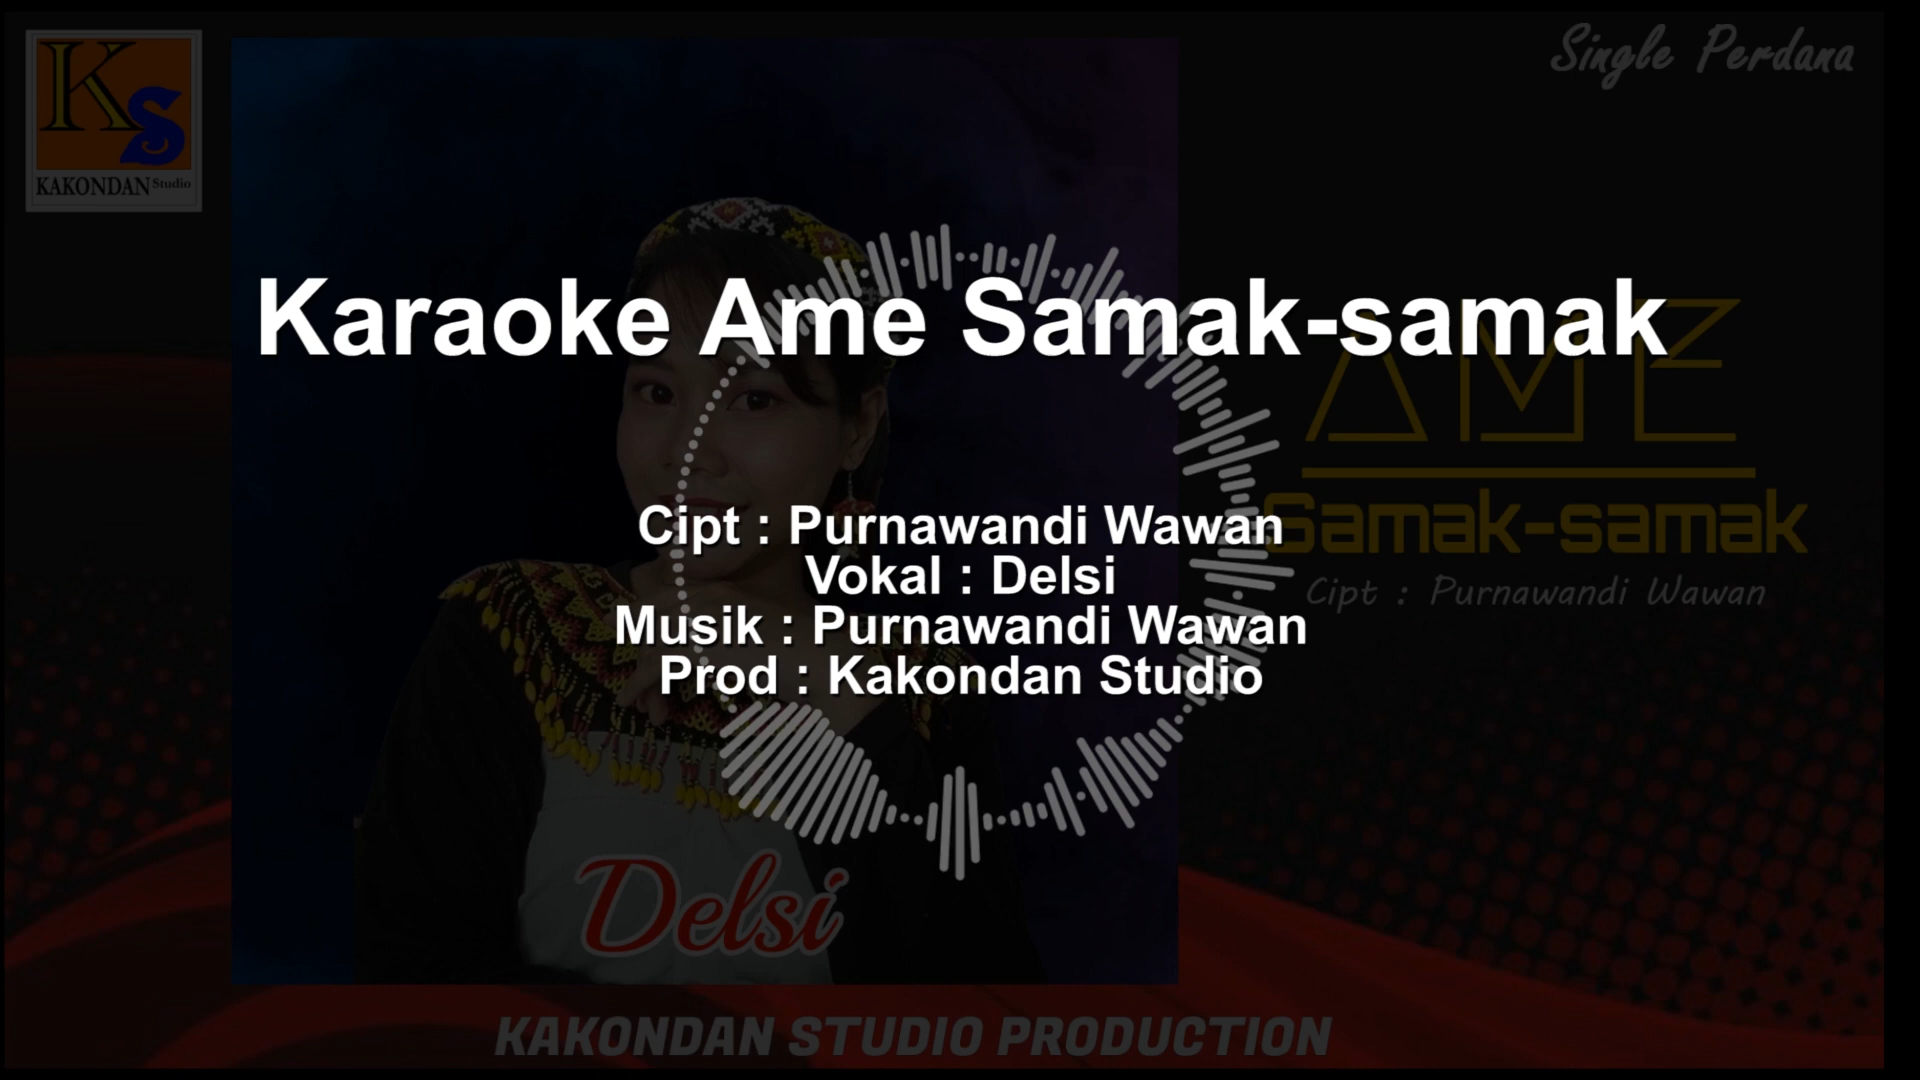 KS
KAKONDAN Studio
Single Perdana
Karaoke Ame Samak-samak
AME
Samak-samak
Cipt : Purnawandi Wawan
Cipt : Purnawandi Wawan
Vokal : Delsi
Musik : Purnawandi Wawan
Prod : Kakondan Studio
Delsi
KAKONDAN STUDIO PRODUCTION